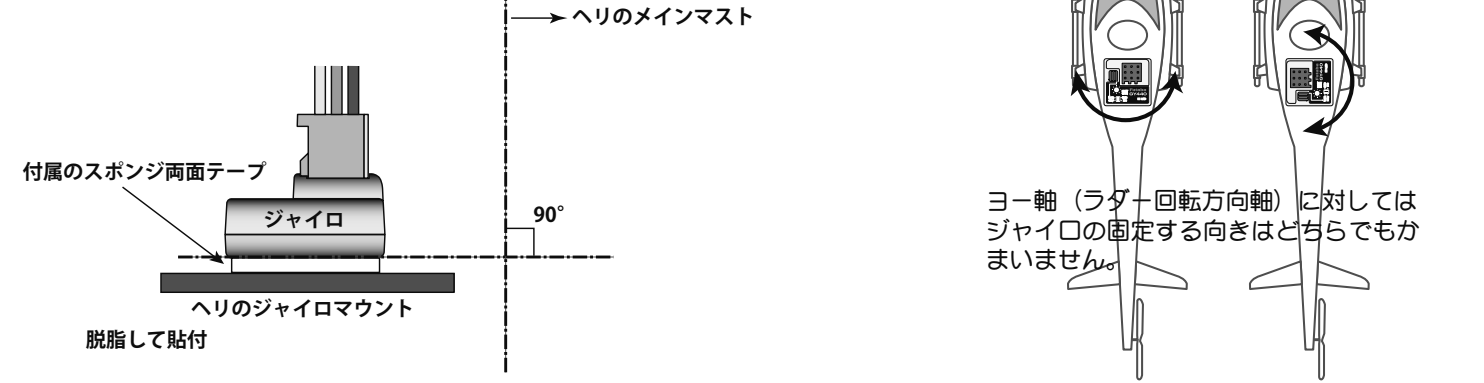 ヘリのメインマスト
付属のスポンジ両面テープ
ジャイロ
90°
ヘリのジャイロマウント
脱脂して貼付
ヨー軸（ラダー回転方向軸）に対しては
ジャイロの固定する向きはどちらでもか
まいません。